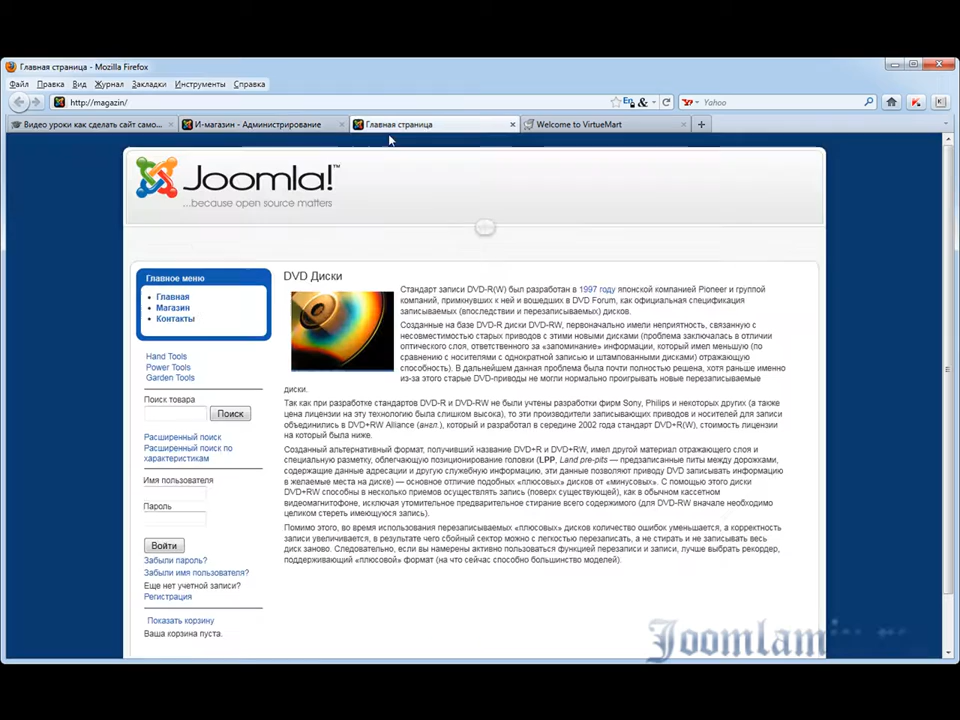 Главная страница - Mozilla Firefox
Файл Правка Вид Журнал Закладки Инструменты Справка
http://magazin/
Yahoo
Видео уроки как сделать сайт само...
И-магазин - Администрирование
Главная страница
Welcome to VirtueMart
Joomla!™
...because open source matters
Главное меню
Главная
Магазин
Контакты
Hand Tools
Power Tools
Garden Tools
Поиск товара
Поиск
Расширенный поиск
Расширенный поиск по
характеристикам
Имя пользователя
Пароль
Войти
Забыли пароль?
Забыли имя пользователя?
Еще нет учетной записи?
Регистрация
Показать корзину
Ваша корзина пуста.
DVD Диски
Стандарт записи DVD-R(W) был разработан в 1997 году японской компанией Pioneer и группой
компаний, примкнувших к ней и вошедших в DVD Forum, как официальная спецификация
записываемых (впоследствии и перезаписываемых) дисков.
Созданные на базе DVD-R диски DVD-RW, первоначально имели неприятность, связанную с
несовместимостью старых приводов с этими новыми дисками (проблема заключалась в отличии
оптического слоя, ответственного за «запоминание» информации, который имел меньшую (по
сравнению с носителями с однократной записью и штампованными дисками) отражающую
способность). В дальнейшем данная проблема была почти полностью решена, хотя раньше именно
из-за этого старые DVD-приводы не могли нормально проигрывать новые перезаписываемые
диски.
Так как при разработке стандартов DVD-R и DVD-RW не были учтены разработки фирм Sony, Philips и некоторых других (а также
цена лицензии на эту технологию была слишком высока), то эти производители записывающих приводов и носителей для записи
объединились в DVD+RW Alliance (англ.), который и разработал в середине 2002 года стандарт DVD+R(W), стоимость лицензии
на который была ниже.
Созданный альтернативный формат, получивший название DVD+R и DVD+RW, имел другой материал отражающего слоя и
специальную разметку, облегчающую позиционирование головки (LPP, Land pre-pits — предзаписанные питы между дорожками,
содержащие данные адресации и другую служебную информацию, эти данные позволяют приводу DVD записывать информацию
в желаемые места на диске) — основное отличие подобных «плюсовых» дисков от «минусовых». С помощью этого диски
DVD+RW способны в несколько приемов осуществлять запись (поверх существующей), как в обычном кассетном
видеомагнитофоне, исключая утомительное предварительное стирание всего содержимого (для DVD-RW вначале необходимо
целиком стереть имеющуюся запись).
Помимо этого, во время использования перезаписываемых «плюсовых» дисков количество ошибок уменьшается, а корректность
записи увеличивается, в результате чего сбойный сектор можно с легкостью перезаписать, а не стирать и не записывать весь
диск заново. Следовательно, если вы намерены активно пользоваться функцией перезаписи и записи, лучше выбрать рекордер,
поддерживающий «плюсовой» формат (на что сейчас способно большинство моделей).